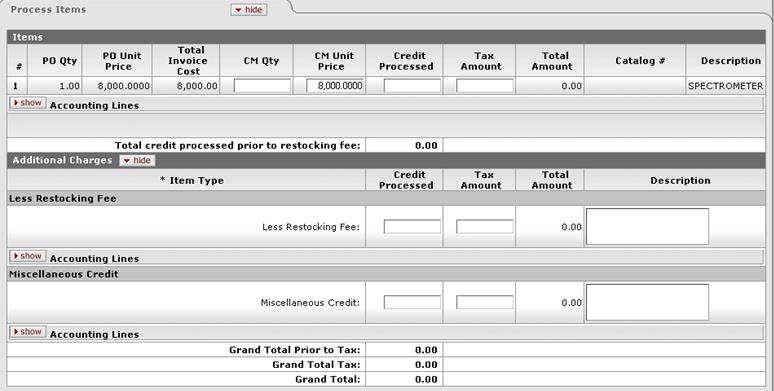 Process Items hide
Items
# PO Qty PO Unit Price Total Invoice Cost CM Qty CM Unit Price Credit Processed Tax Amount Total Amount Catalog # Description
1 1.00 8,000.0000 8,000.00 8,000.0000 0.00 SPECTROMETER
show Accounting Lines
Total credit processed prior to restocking fee: 0.00
Additional Charges hide
* Item Type Credit Processed Tax Amount Total Amount Description
Less Restocking Fee
Less Restocking Fee: 0.00
show Accounting Lines
Miscellaneous Credit
Miscellaneous Credit: 0.00
show Accounting Lines
Grand Total Prior to Tax: 0.00
Grand Total Tax: 0.00
Grand Total: 0.00